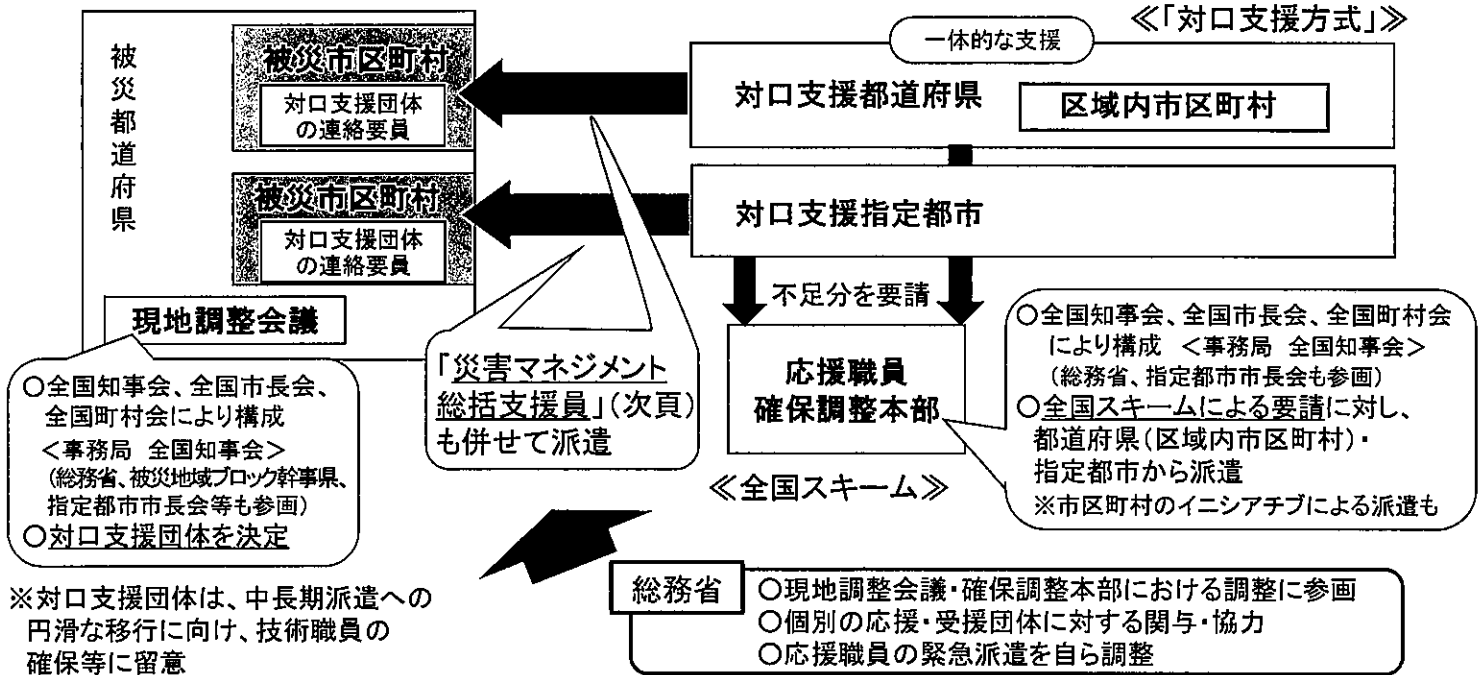 ≪「対口支援方式」≫
一体的な支援
被災都道府県
被災市区町村
対口支援団体
の連絡要員
対口支援都道府県
区域内市区町村
被災市区町村
対口支援団体
の連絡要員
対口支援指定都市
現地調整会議
○全国知事会、全国市長会、
全国町村会により構成
<事務局 全国知事会>
(総務省、被災地域ブロック幹事県、
指定都市市長会等も参画)
○対口支援団体を決定
「災害マネジメント
総括支援員」(次頁)
も併せて派遣
不足分を要請
応援職員
確保調整本部
≪全国スキーム≫
○全国知事会、全国市長会、全国町村会
により構成 <事務局 全国知事会>
(総務省、指定都市市長会も参画)
○全国スキームによる要請に対し、
都道府県(区域内市区町村)・
指定都市から派遣
※市区町村のイニシアチブによる派遣も
※対口支援団体は、中長期派遣への
円滑な移行に向け、技術職員の
確保等に留意
総務省
○現地調整会議・確保調整本部における調整に参画
○個別の応援・受援団体に対する関与・協力
○応援職員の緊急派遣を自ら調整